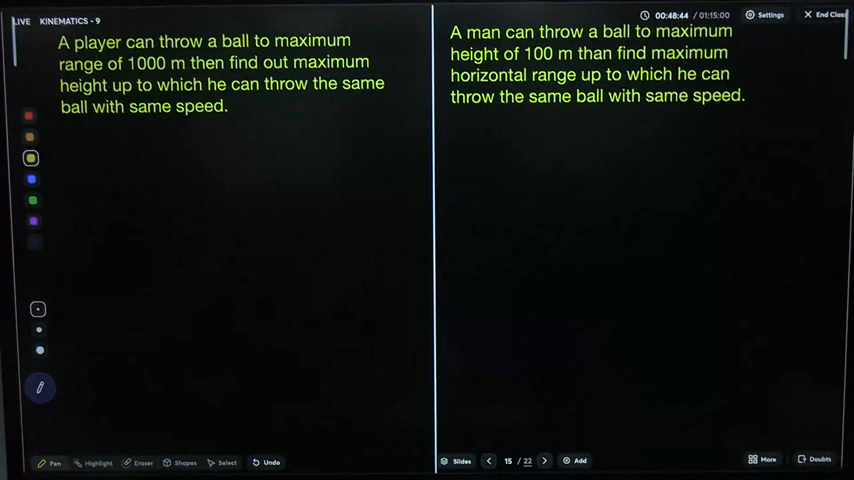 LIVE KINEMATICS - 9
00:48:44 / 01:15:00 Settings End Class
A player can throw a ball to maximum
range of 1000 m then find out maximum
height up to which he can throw the same
ball with same speed.
A man can throw a ball to maximum
height of 100 m than find maximum
horizontal range up to which he can
throw the same ball with same speed.
Pen Highlight Eraser Shapes Select Undo
Slides 15 / 22 Add More Doubts